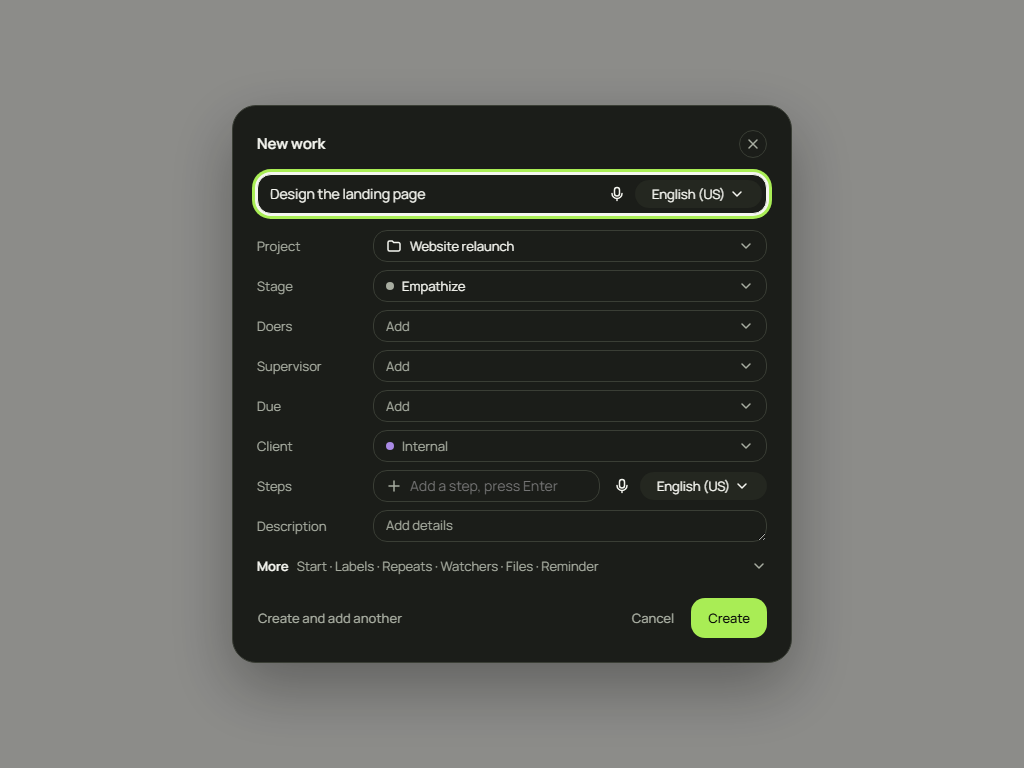 New work
Design the landing page English (US)
Project Website relaunch
Stage Empathize
Doers Add
Supervisor Add
Due Add
Client Internal
Steps Add a step, press Enter English (US)
Description Add details
More Start · Labels · Repeats · Watchers · Files · Reminder
Create and add another Cancel Create